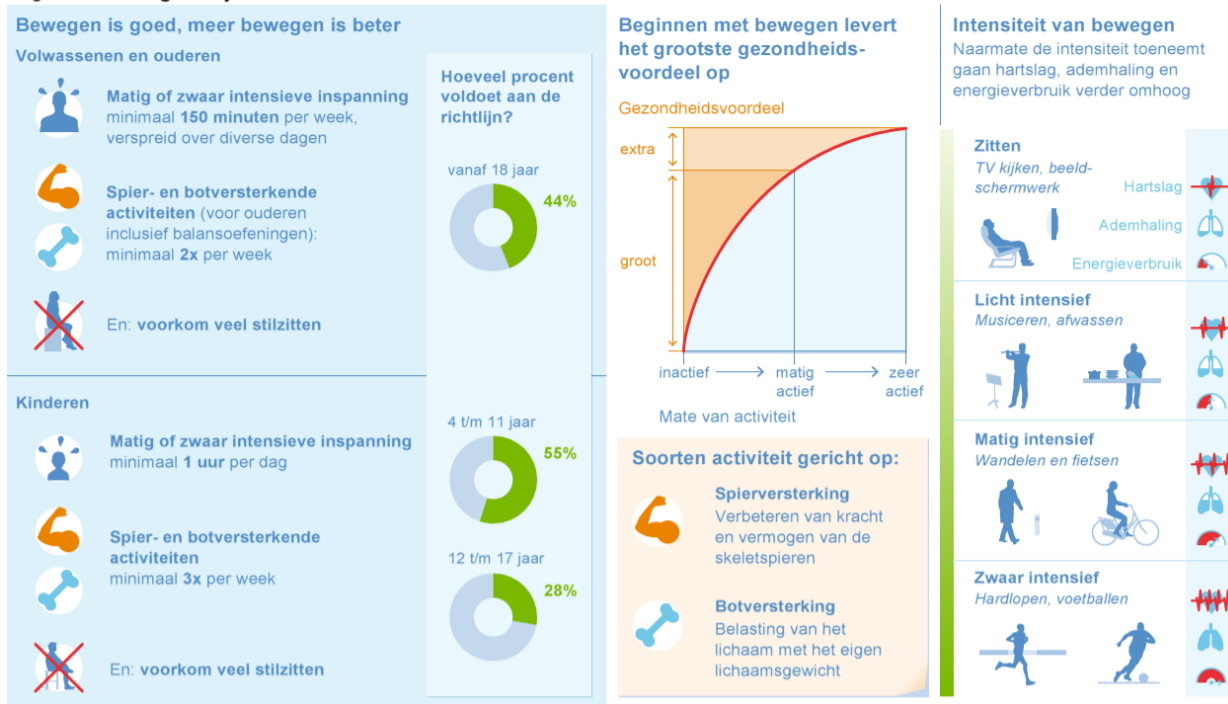 Bewegen is goed, meer bewegen is beter
Volwassenen en ouderen
Matig of zwaar intensieve inspanning
minimaal 150 minuten per week,
verspreid over diverse dagen
Spier- en botversterkende
activiteiten (voor ouderen
inclusief balansoefeningen):
minimaal 2x per week
En: voorkom veel stilzitten
Hoeveel procent
voldoet aan de
richtlijn?
vanaf 18 jaar
44%
Kinderen
Matig of zwaar intensieve inspanning
minimaal 1 uur per dag
Spier- en botversterkende
activiteiten
minimaal 3x per week
En: voorkom veel stilzitten
4 t/m 11 jaar
55%
12 t/m 17 jaar
28%
Beginnen met bewegen levert
het grootste gezondheids-
voordeel op
Gezondheidsvoordeel
extra
groot
inactief
matig
actief
zeer
actief
Mate van activiteit
Soorten activiteit gericht op:
Spierversterking
Verbeteren van kracht
en vermogen van de
skeletspieren
Botversterking
Belasting van het
lichaam met het eigen
lichaamsgewicht
Intensiteit van bewegen
Naarmate de intensiteit toeneemt
gaan hartslag, ademhaling en
energieverbruik verder omhoog
Zitten
TV kijken, beeld-
schermwerk
Hartslag
Ademhaling
Energieverbruik
Licht intensief
Musiceren, afwassen
Matig intensief
Wandelen en fietsen
Zwaar intensief
Hardlopen, voetballen